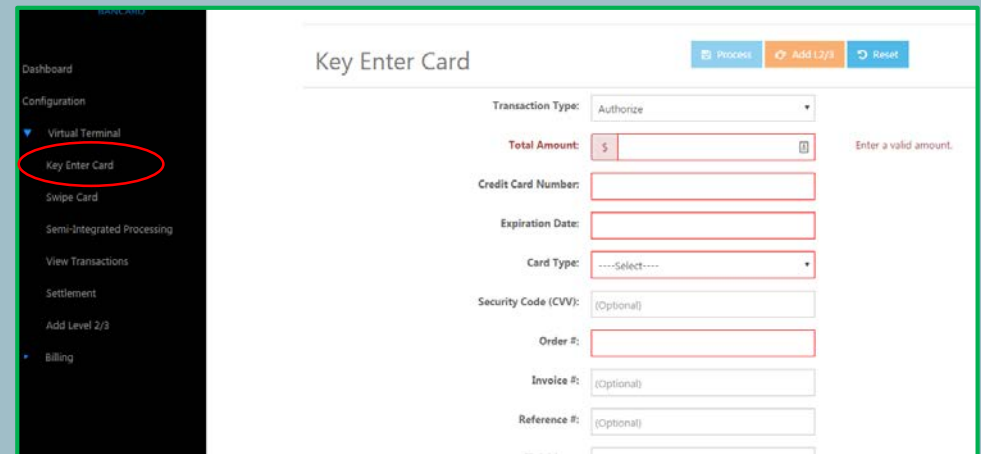 BANCARD
Dashboard
Configuration
Virtual Terminal
Key Enter Card
Swipe Card
Semi-Integrated Processing
View Transactions
Settlement
Add Level 2/3
Billing
Key Enter Card
Process Add L2/3 Reset
Transaction Type: Authorize
Total Amount: $ Enter a valid amount.
Credit Card Number:
Expiration Date:
Card Type: ----Select----
Security Code (CVV): (Optional)
Order #:
Invoice #: (Optional)
Reference #: (Optional)